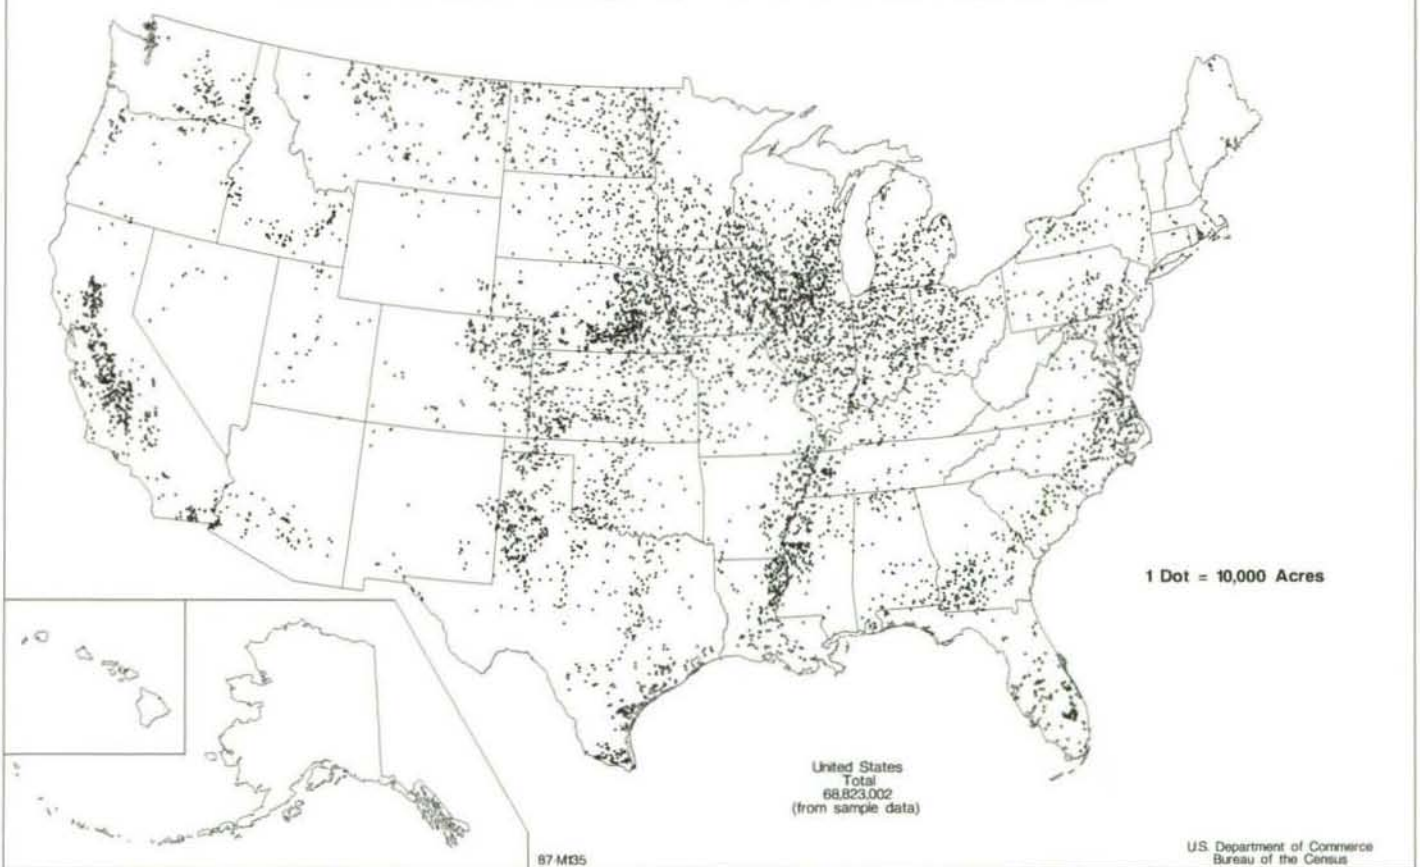 1 Dot = 10,000 Acres
United States
Total
68,823,002
(from sample data)
87-M135
U.S. Department of Commerce
Bureau of the Census